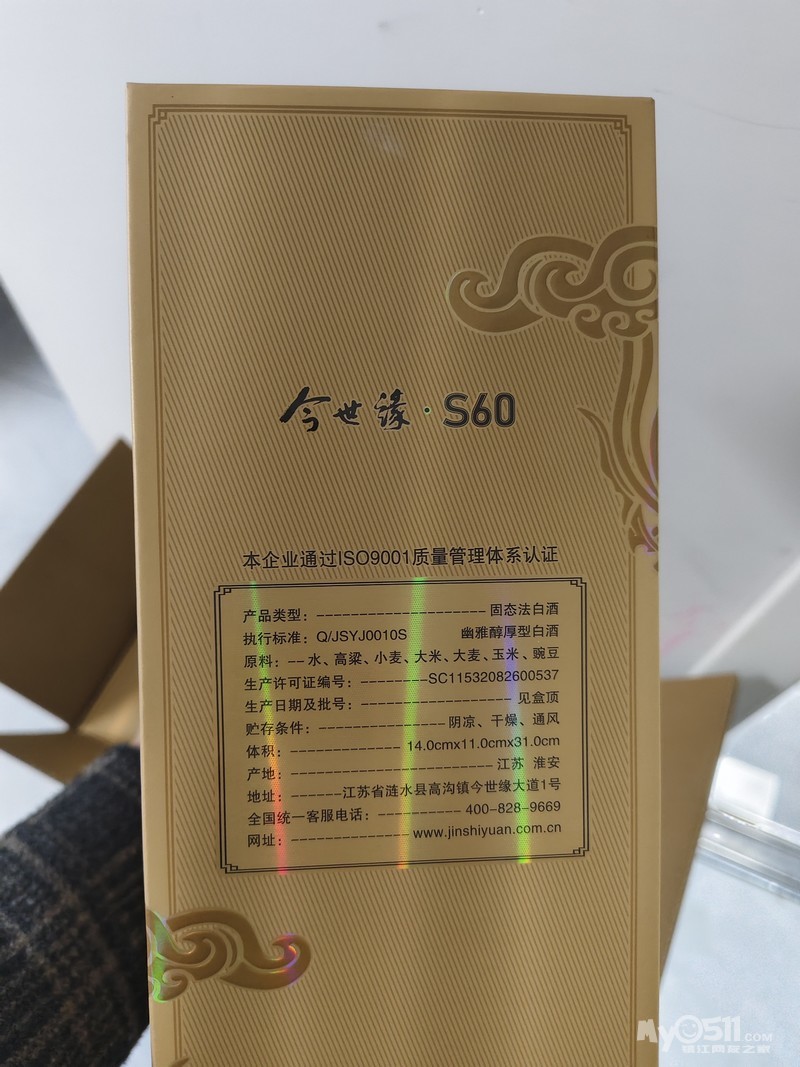 今世缘·S60
本企业通过ISO9001质量管理体系认证
产品类型：--------------------固态法白酒
执行标准：Q/JSYJ0010S 幽雅醇厚型白酒
原料：--水、高粱、小麦、大米、大麦、玉米、豌豆
生产许可证编号：--------SC11532082600537
生产日期及批号：------------------见盒顶
贮存条件：---------------阴凉、干燥、通风
体积：-------------14.0cmx11.0cmx31.0cm
产地：------------------------江苏 淮安
地址：------江苏省涟水县高沟镇今世缘大道1号
全国统一客服电话：----------400-828-9669
网址：--------------www.jinshiyuan.com.cn
My0511.COM
镇江网友之家